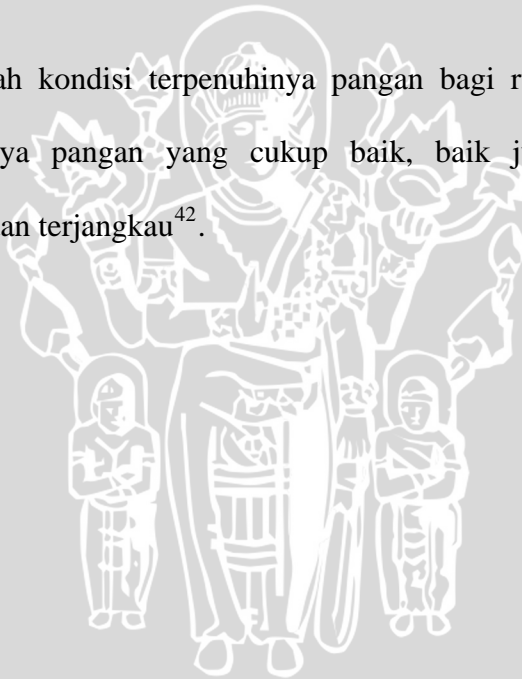 ah kondisi terpenuhinya pangan bagi r
ya pangan yang cukup baik, baik j
an terjangkau⁴².